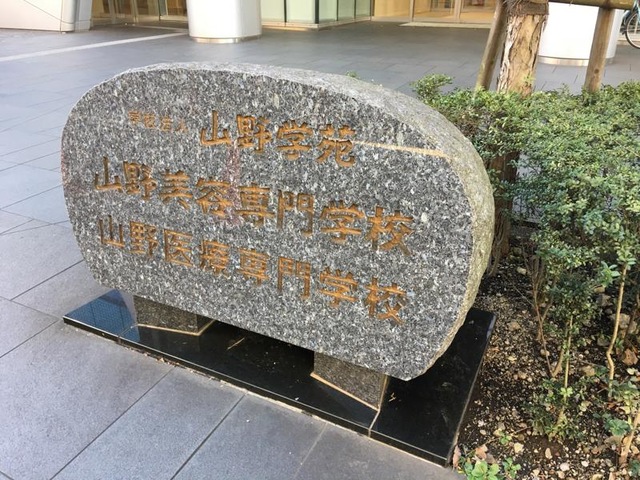 学校法人 山野学苑
山野美容専門学校
山野医療専門学校